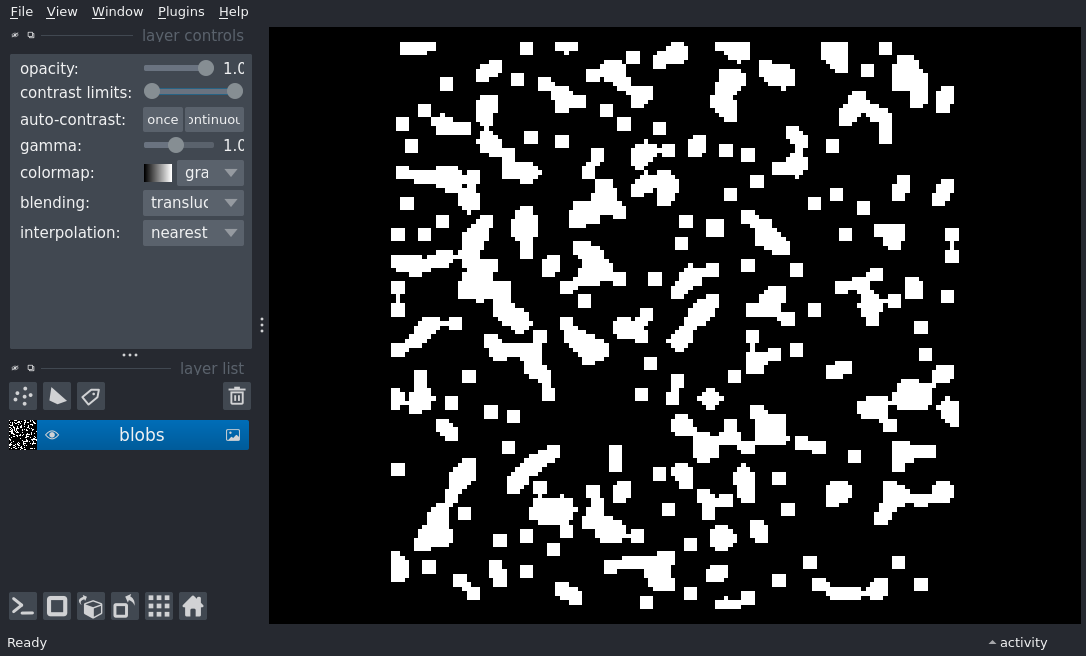 File View Window Plugins Help
layer controls
opacity: 1.0
contrast limits:
auto-contrast: once ontinuou
gamma: 1.0
colormap: gra
blending: transluc
interpolation: nearest
layer list
blobs
Ready activity